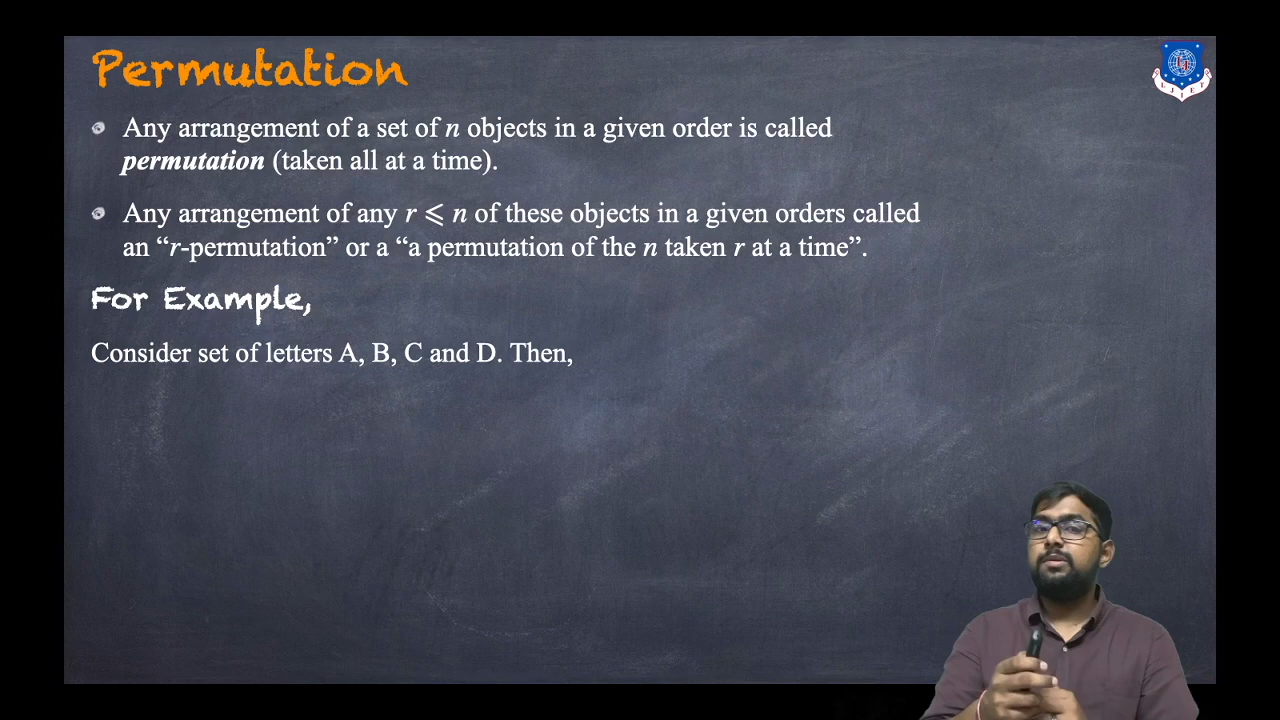 Permutation
Any arrangement of a set of n objects in a given order is called
permutation (taken all at a time).
Any arrangement of any r ⩽ n of these objects in a given orders called
an “r-permutation” or a “a permutation of the n taken r at a time”.
For Example,
Consider set of letters A, B, C and D. Then,
L J I E T